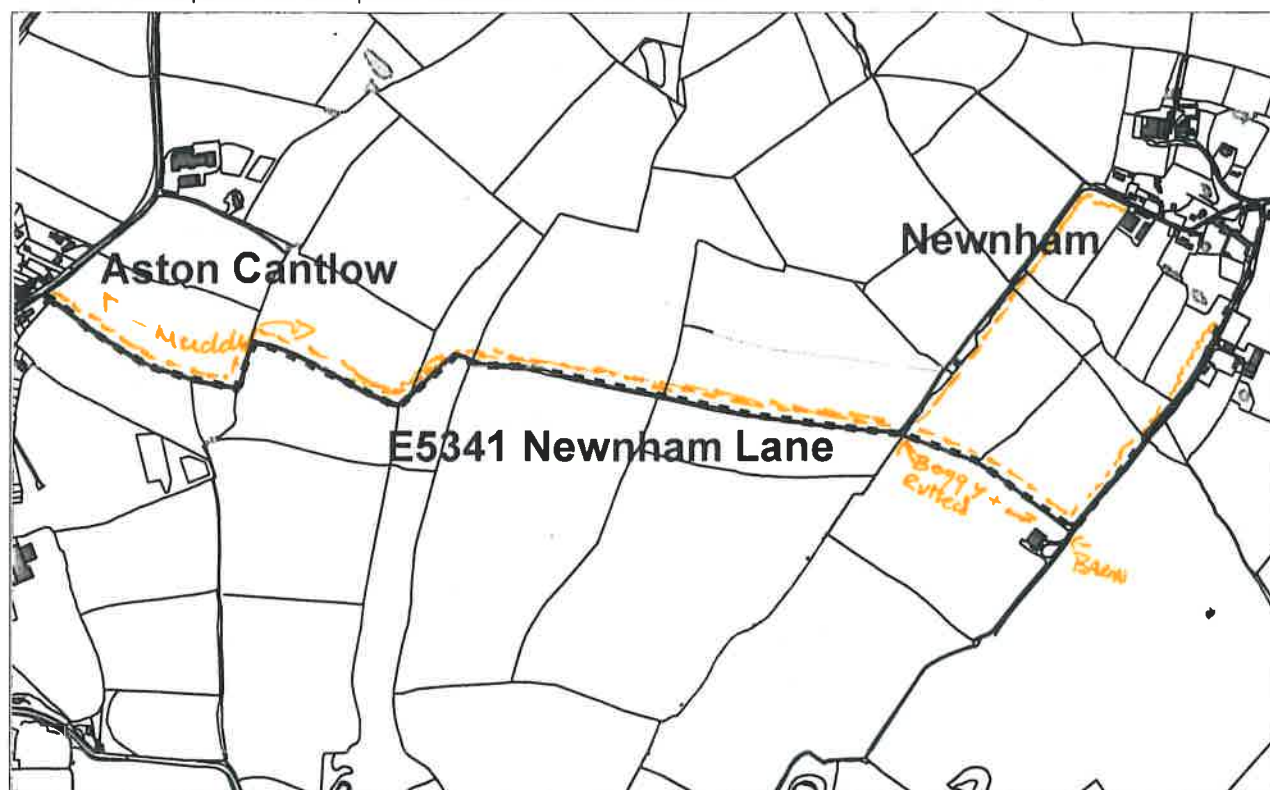 Newnham
Aston Cantlow
- Muddy
E5341 Newnham Lane
Boggy +
Rutted
BARN